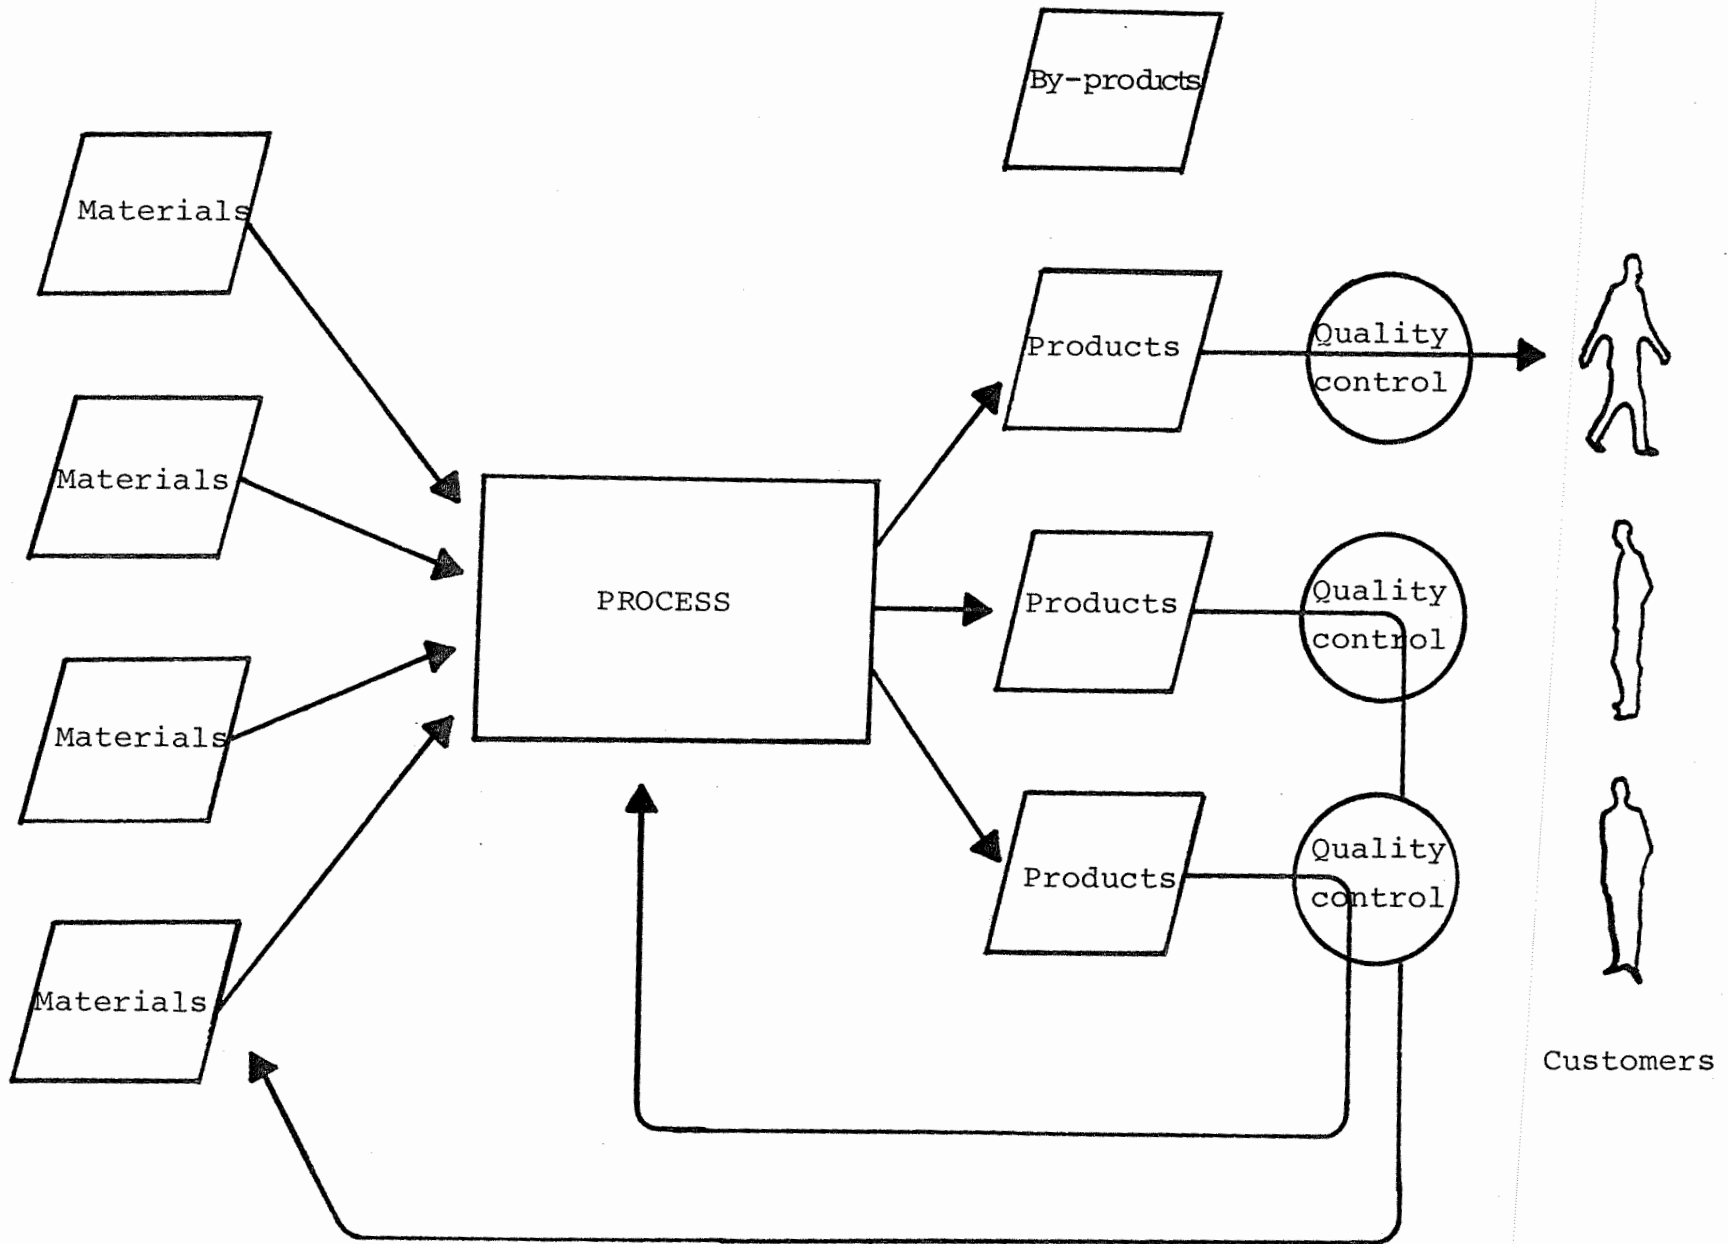 By-products
Materials
Products
Quality
control
Materials
PROCESS
Products
Quality
control
Materials
Products
Quality
control
Materials
Customers